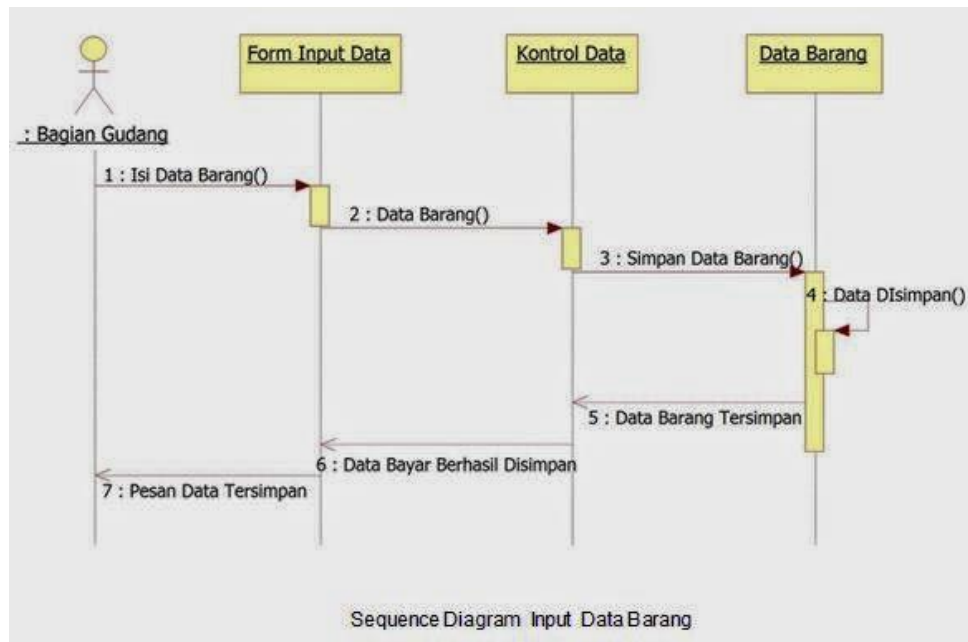 Form Input Data
Kontrol Data
Data Barang
: Bagian Gudang
1 : Isi Data Barang()
2 : Data Barang()
3 : Simpan Data Barang()
4 : Data DIsimpan()
5 : Data Barang Tersimpan
6 : Data Bayar Berhasil Disimpan
7 : Pesan Data Tersimpan
Sequence Diagram Input Data Barang